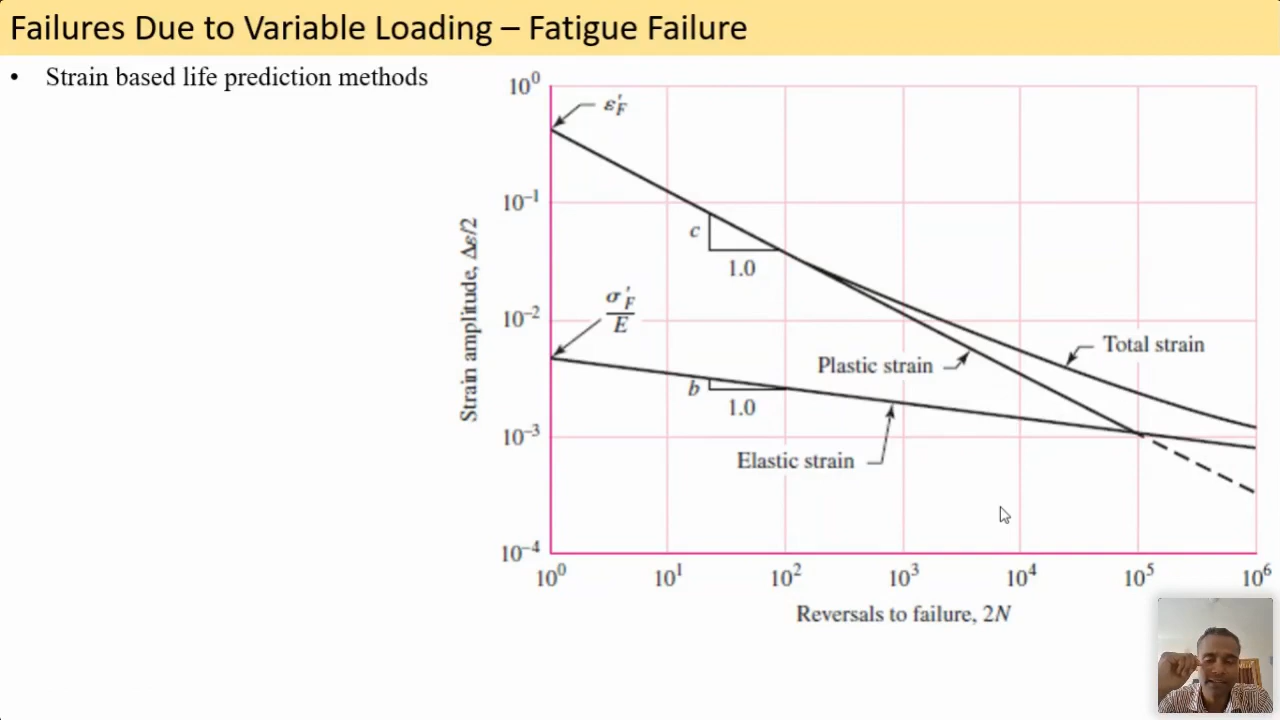 Failures Due to Variable Loading – Fatigue Failure
• Strain based life prediction methods
10⁰
ε′F
10⁻¹
c
1.0
σ′F
E
10⁻²
Total strain
Plastic strain
b
1.0
10⁻³
Elastic strain
10⁻⁴
Strain amplitude, Δε/2
10⁰ 10¹ 10² 10³ 10⁴ 10⁵ 10⁶
Reversals to failure, 2N